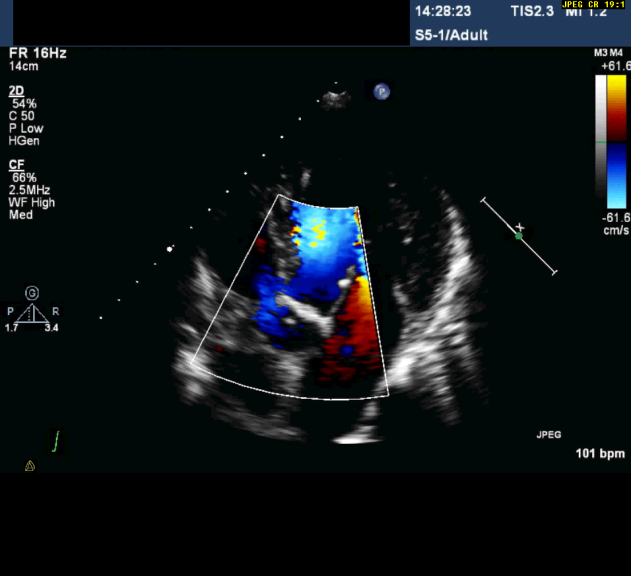 JPEG CR 19:1
14:28:23 TIS2.3 MI 1.2
S5-1/Adult
FR 16Hz
14cm
M3 M4
+61.6
2D
54%
C 50
P Low
HGen
P
CF
66%
2.5MHz
WF High
Med
-61.6
cm/s
X
G
P R
1.7 3.4
JPEG
101 bpm